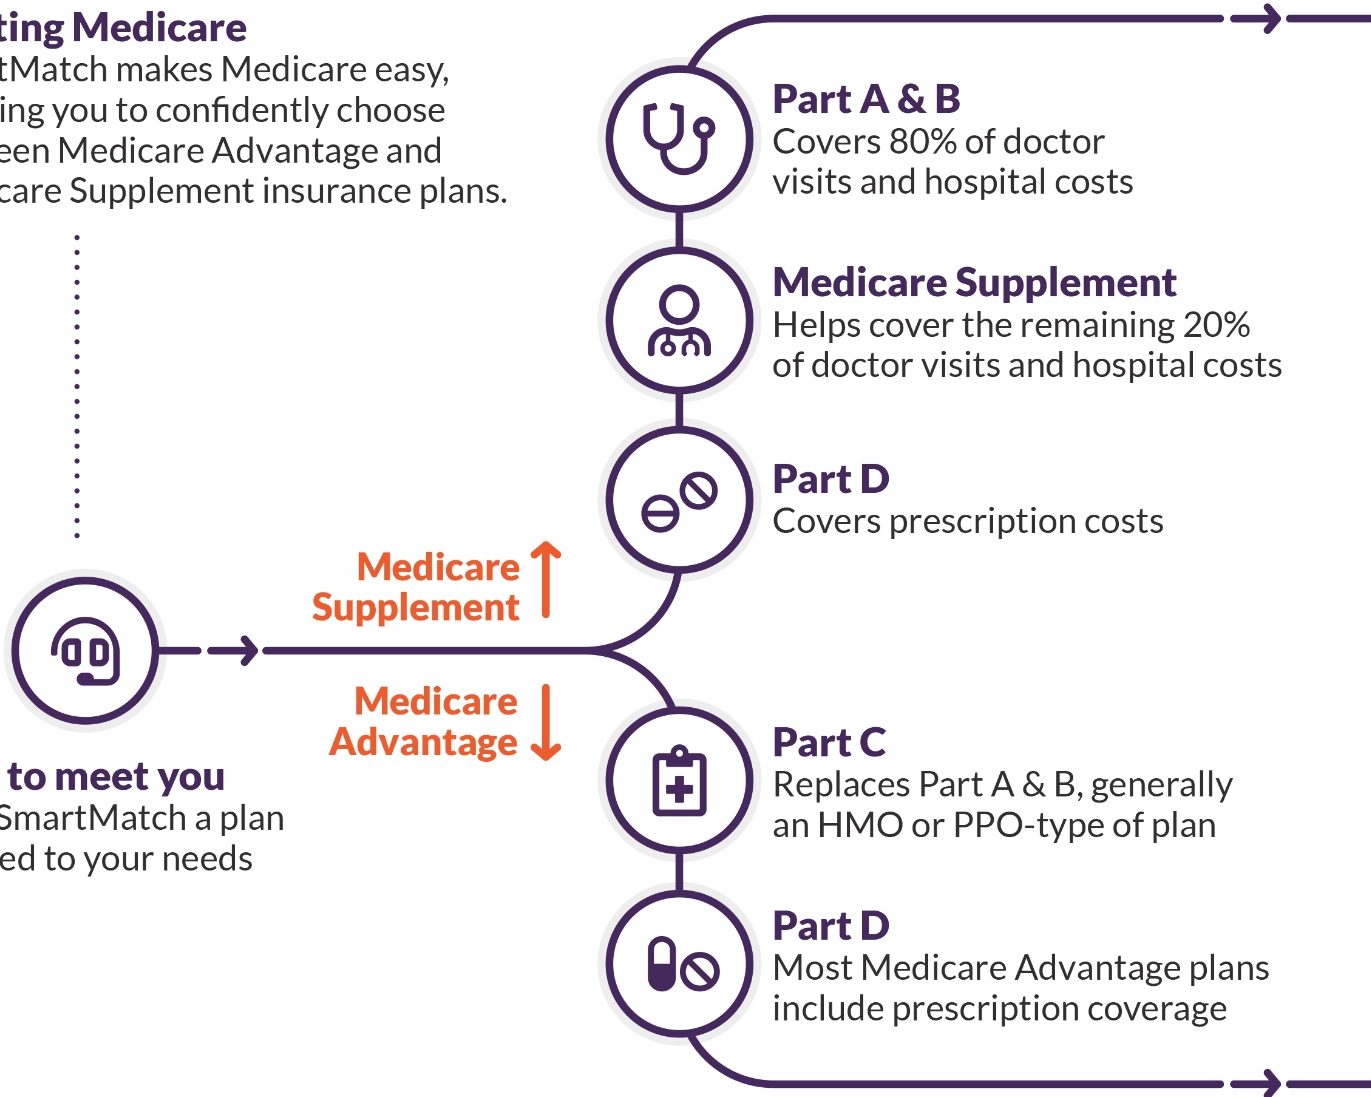 ting Medicare
tMatch makes Medicare easy,
ing you to confidently choose
een Medicare Advantage and
care Supplement insurance plans.
to meet you
SmartMatch a plan
ed to your needs
Medicare
Supplement
Medicare
Advantage
Part A & B
Covers 80% of doctor
visits and hospital costs
Medicare Supplement
Helps cover the remaining 20%
of doctor visits and hospital costs
Part D
Covers prescription costs
Part C
Replaces Part A & B, generally
an HMO or PPO-type of plan
Part D
Most Medicare Advantage plans
include prescription coverage